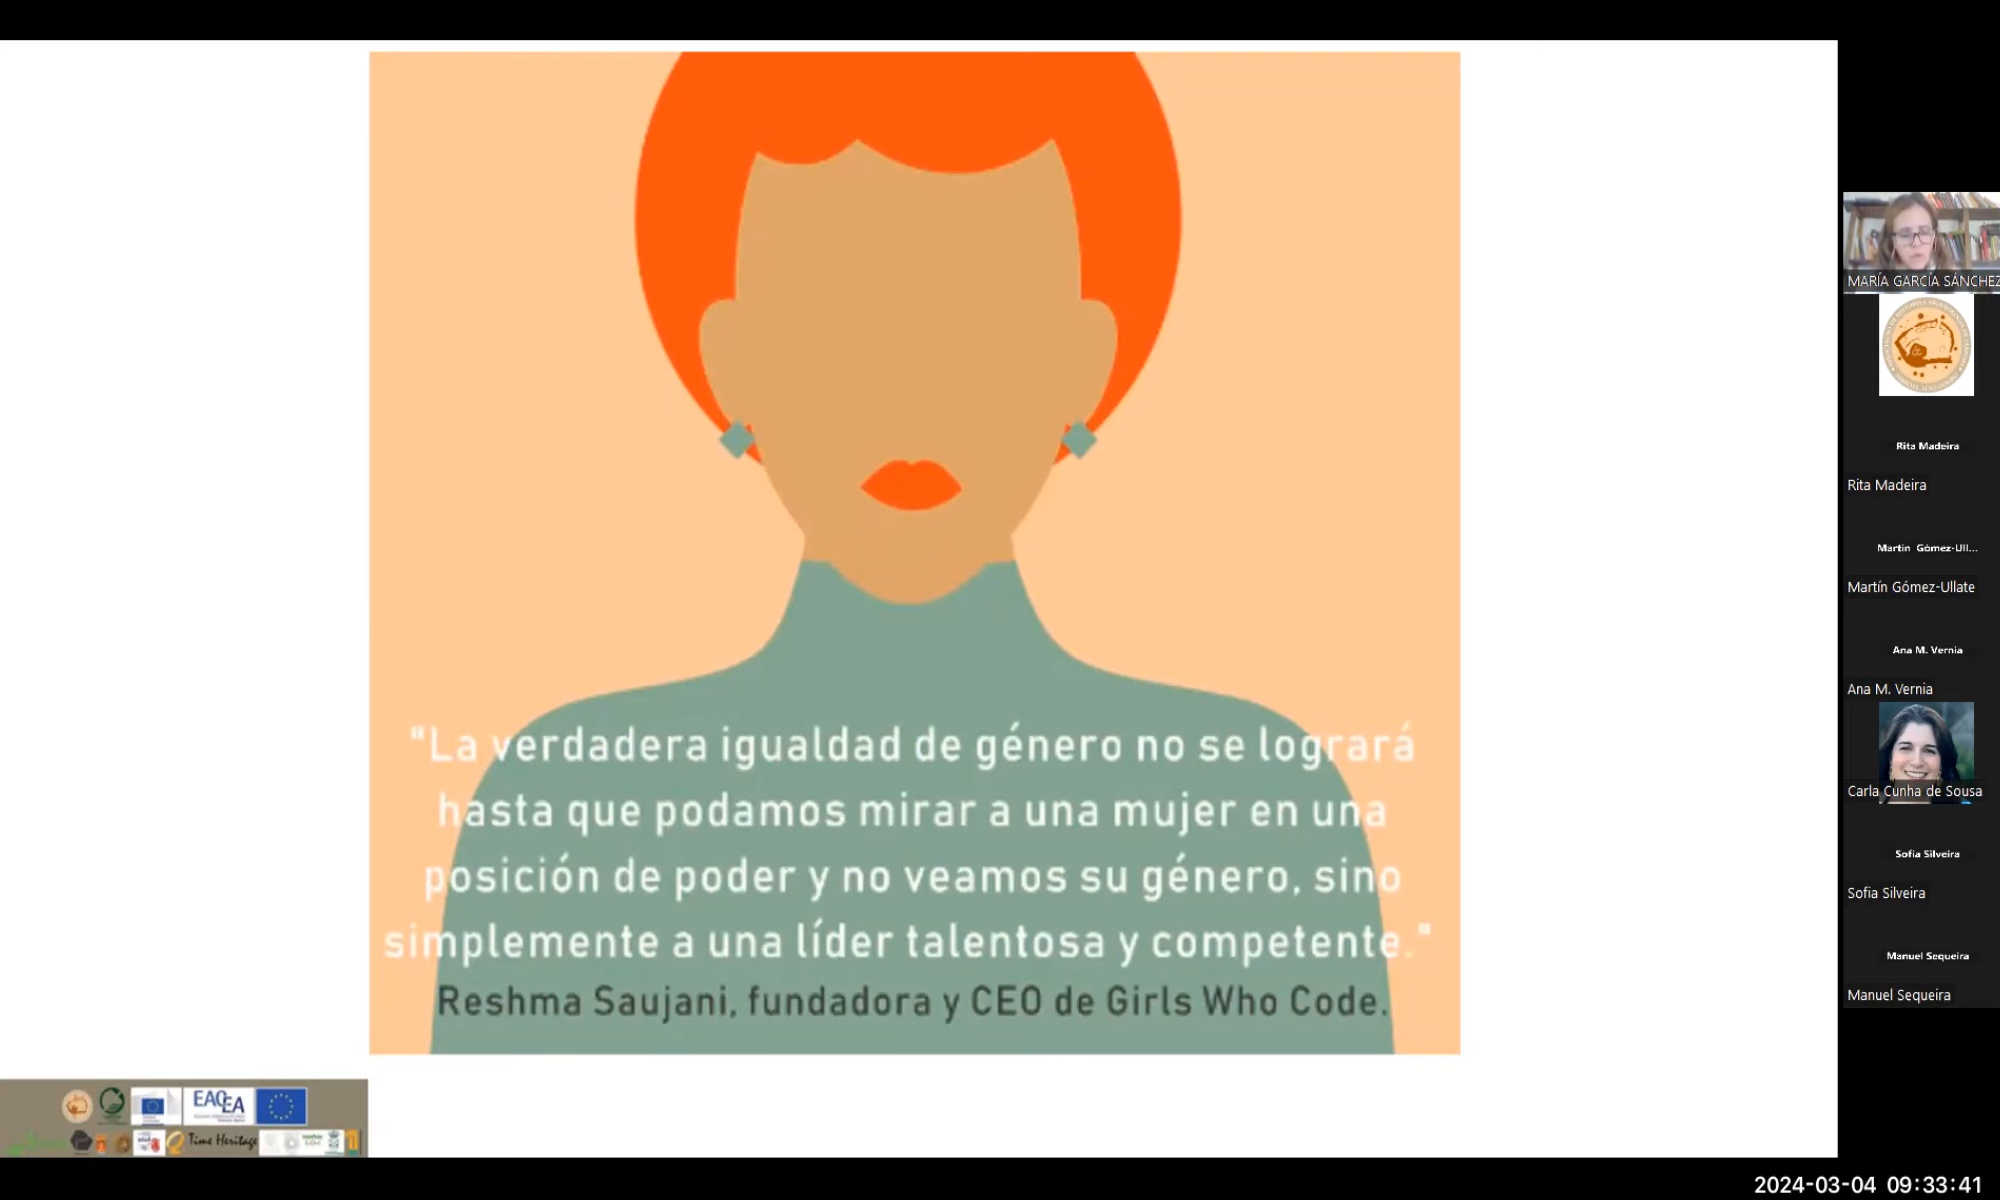 "La verdadera igualdad de género no se logrará
hasta que podamos mirar a una mujer en una
posición de poder y no veamos su género, sino
simplemente a una líder talentosa y competente."
Reshma Saujani, fundadora y CEO de Girls Who Code.
EACEA
Time Heritage
MARÍA GARCÍA SÁNCHEZ
Rita Madeira
Rita Madeira
Martín Gómez-Ull...
Martín Gómez-Ullate
Ana M. Vernia
Ana M. Vernia
Carla Cunha de Sousa
Sofia Silveira
Sofia Silveira
Manuel Sequeira
Manuel Sequeira
2024-03-04 09:33:41